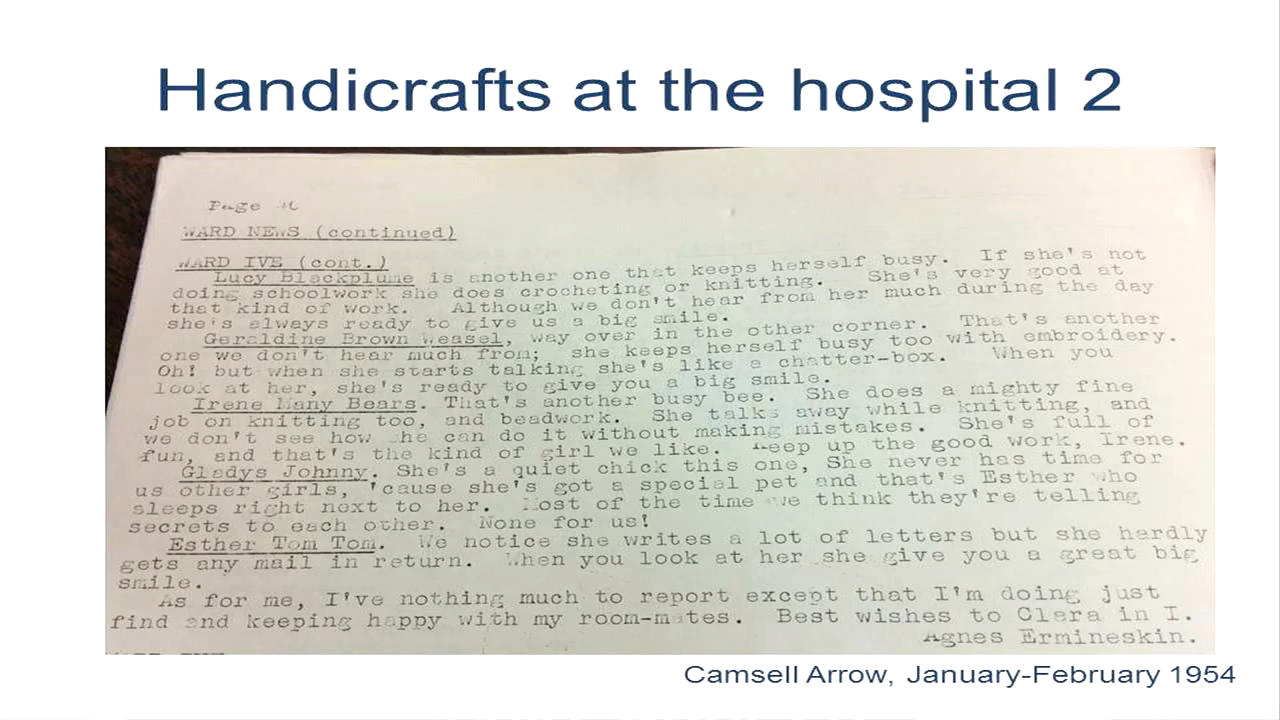 Handicrafts at the hospital 2
Page
WARD NEWS (continued)
WARD IVE (cont.)
Lucy Blackplume is another one that keeps herself busy. If she's not
doing schoolwork she does crocheting or knitting. She's very good at
that kind of work. Although we don't hear from her much during the day
she's always ready to give us a big smile.
Geraldine Brown Weasel, way over in the other corner. That's another
one we don't hear much from; she keeps herself busy too with embroidery.
Oh! but when she starts talking she's like a chatter-box. When you
look at her, she's ready to give you a big smile.
Irene Many Bears. That's another busy bee. She does a mighty fine
job on knitting too, and beadwork. She talks away while knitting, and
we don't see how she can do it without making mistakes. She's full of
fun, and that's the kind of girl we like. Keep up the good work, Irene.
Gladys Johnny. She's a quiet chick this one, She never has time for
us other girls, 'cause she's got a special pet and that's Esther who
sleeps right next to her. Most of the time we think they're telling
secrets to each other. None for us!
Esther Tom Tom. We notice she writes a lot of letters but she hardly
gets any mail in return. When you look at her she give you a great big
smile.
As for me, I've nothing much to report except that I'm doing just
find and keeping happy with my room-mates. Best wishes to Clara in I.
Agnes Ermineskin.
Camsell Arrow, January-February 1954